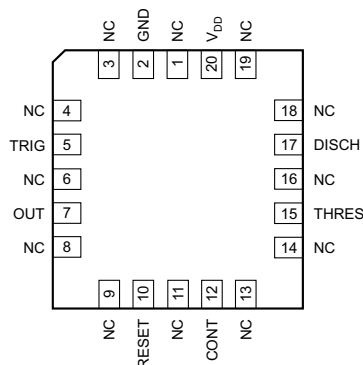 NC GND NC VDD NC
3 2 1 20 19
NC 4 18 NC
TRIG 5 17 DISCH
NC 6 16 NC
OUT 7 15 THRES
NC 8 14 NC
9 10 11 12 13
NC RESET NC CONT NC